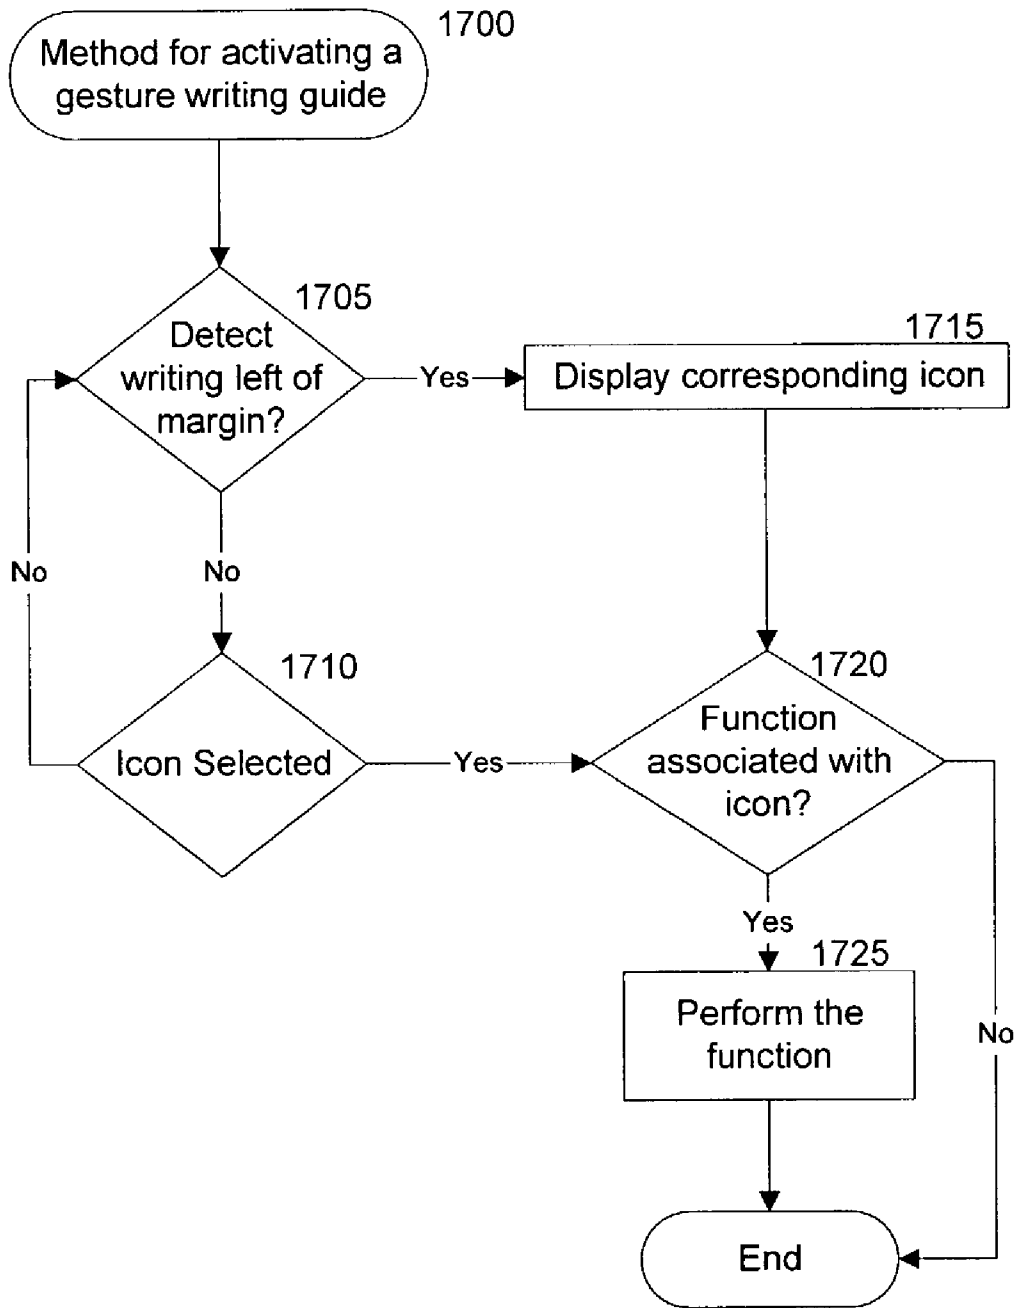 1700
Method for activating a
gesture writing guide
1705
Detect
writing left of
margin?
Yes
1715
Display corresponding icon
No
No
1710
Icon Selected
Yes
1720
Function
associated with
icon?
Yes
1725
Perform the
function
No
End